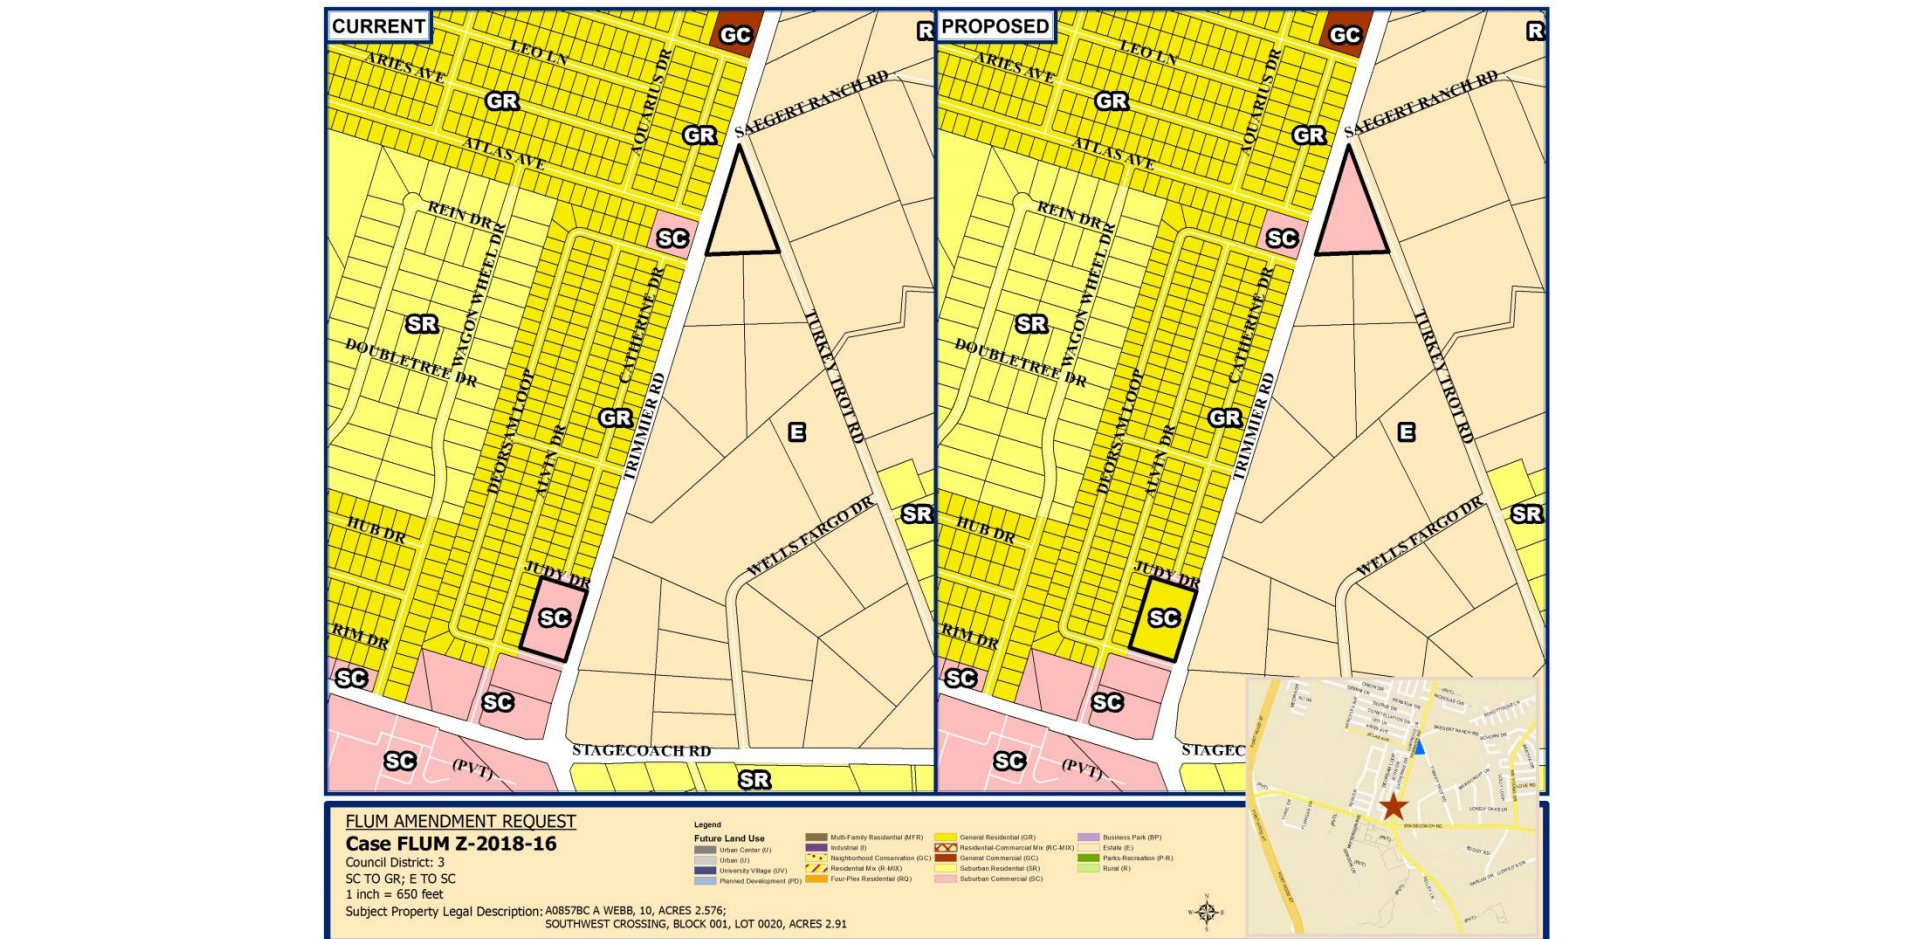 CURRENT
GC
R
LEO LN
ARIES AVE
AQUARIUS DR
SAEGERT RANCH RD
GR
GR
ATLAS AVE
REIN DR
SC
WAGON WHEEL DR
SR
CATHERINE DR
DOUBLETREE DR
TURKEY TROT RD
DEORSAM LOOP
GR
TRIMMIER RD
E
ALVIN DR
SR
HUB DR
WELLS FARGO DR
JUDY DR
SC
RIM DR
SC
SC
STAGECOACH RD
SC
(PVT)
SR
PROPOSED
GC
R
LEO LN
ARIES AVE
AQUARIUS DR
SAEGERT RANCH RD
GR
GR
ATLAS AVE
REIN DR
SC
WAGON WHEEL DR
SR
CATHERINE DR
DOUBLETREE DR
TURKEY TROT RD
DEORSAM LOOP
GR
TRIMMIER RD
E
ALVIN DR
SR
HUB DR
WELLS FARGO DR
JUDY DR
SC
RIM DR
SC
SC
STAGEC
SC
(PVT)
FLUM AMENDMENT REQUEST
Case FLUM Z-2018-16
Council District: 3
SC TO GR; E TO SC
1 inch = 650 feet
Subject Property Legal Description: A0857BC A WEBB, 10, ACRES 2.576;
SOUTHWEST CROSSING, BLOCK 001, LOT 0020, ACRES 2.91
Legend
Future Land Use
Urban Center (U)
Urban (U)
University Village (UV)
Planned Development (PD)
Multi-Family Residential (MFR)
Industrial (I)
Neighborhood Conservation (GC)
Residential Mix (R-MIX)
Four-Plex Residential (RQ)
General Residential (GR)
Residential-Commercial Mix (RC-MIX)
General Commercial (GC)
Suburban Residential (SR)
Suburban Commercial (SC)
Business Park (BP)
Estate (E)
Parks-Recreation (P-R)
Rural (R)
N
W
E
S
SAEGERT RANCH RD
STAGECOACH RD